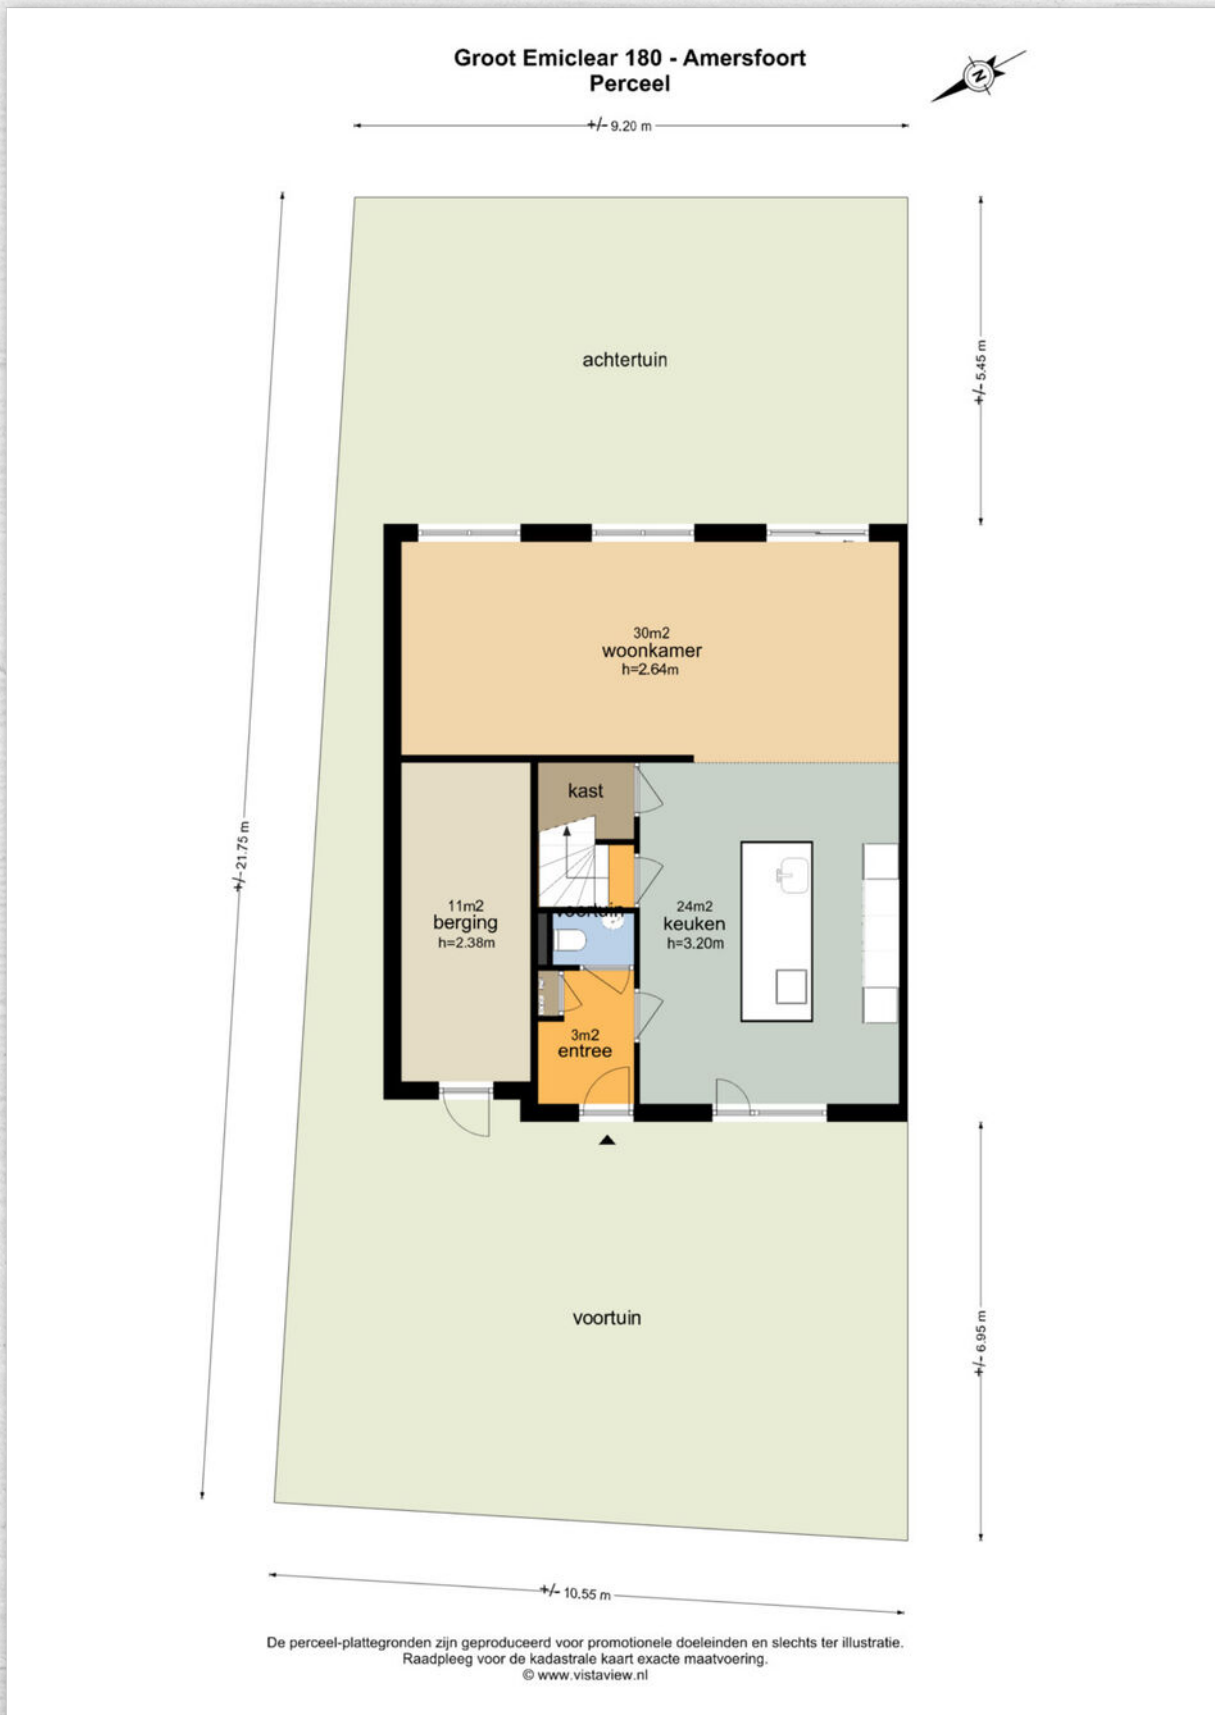 Groot Emiclear 180 - Amersfoort
Perceel
N
+/- 9.20 m
+/- 21.75 m
+/- 5.45 m
achtertuin
30m2
woonkamer
h=2.64m
kast
11m2
berging
h=2.38m
voortuin
24m2
keuken
h=3.20m
3m2
entree
voortuin
+/- 6.95 m
+/- 10.55 m
De perceel-plattegronden zijn geproduceerd voor promotionele doeleinden en slechts ter illustratie.
Raadpleeg voor de kadastrale kaart exacte maatvoering.
© www.vistaview.nl